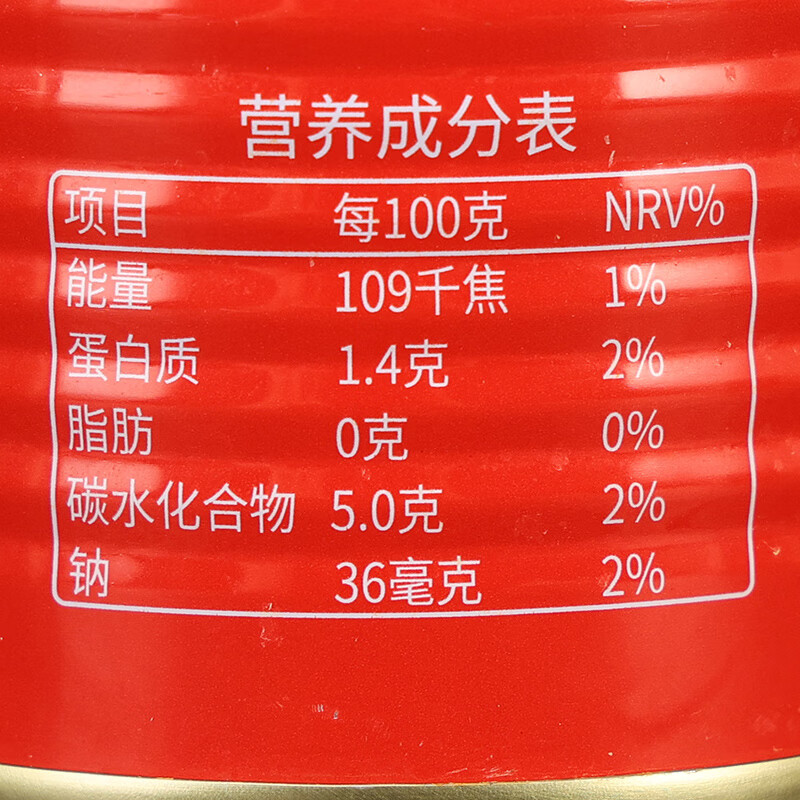 营养成分表
项目 每100克 NRV%
能量 109千焦 1%
蛋白质 1.4克 2%
脂肪 0克 0%
碳水化合物 5.0克 2%
钠 36毫克 2%